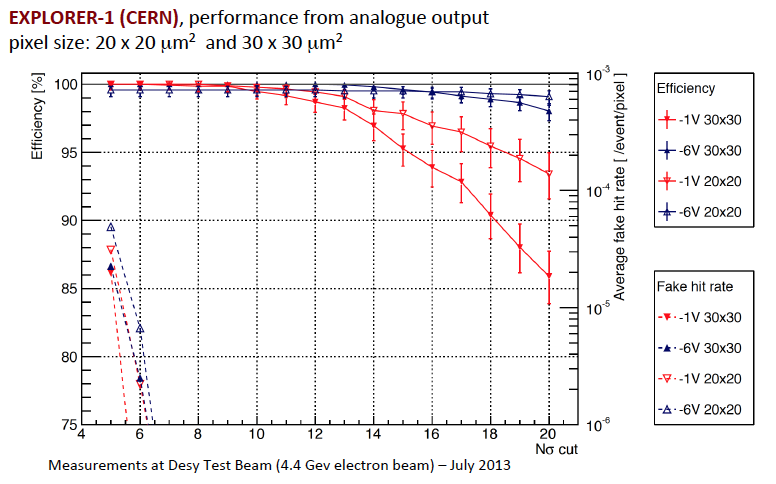 EXPLORER-1 (CERN), performance from analogue output
pixel size: 20 x 20 μm² and 30 x 30 μm²
Efficiency [%]
100
95
90
85
80
75
4 6 8 10 12 14 16 18 20
Nσ cut
10⁻³
10⁻⁴
10⁻⁵
10⁻⁶
Average fake hit rate [ /event/pixel ]
Efficiency
-1V 30x30
-6V 30x30
-1V 20x20
-6V 20x20
Fake hit rate
-1V 30x30
-6V 30x30
-1V 20x20
-6V 20x20
Measurements at Desy Test Beam (4.4 Gev electron beam) – July 2013